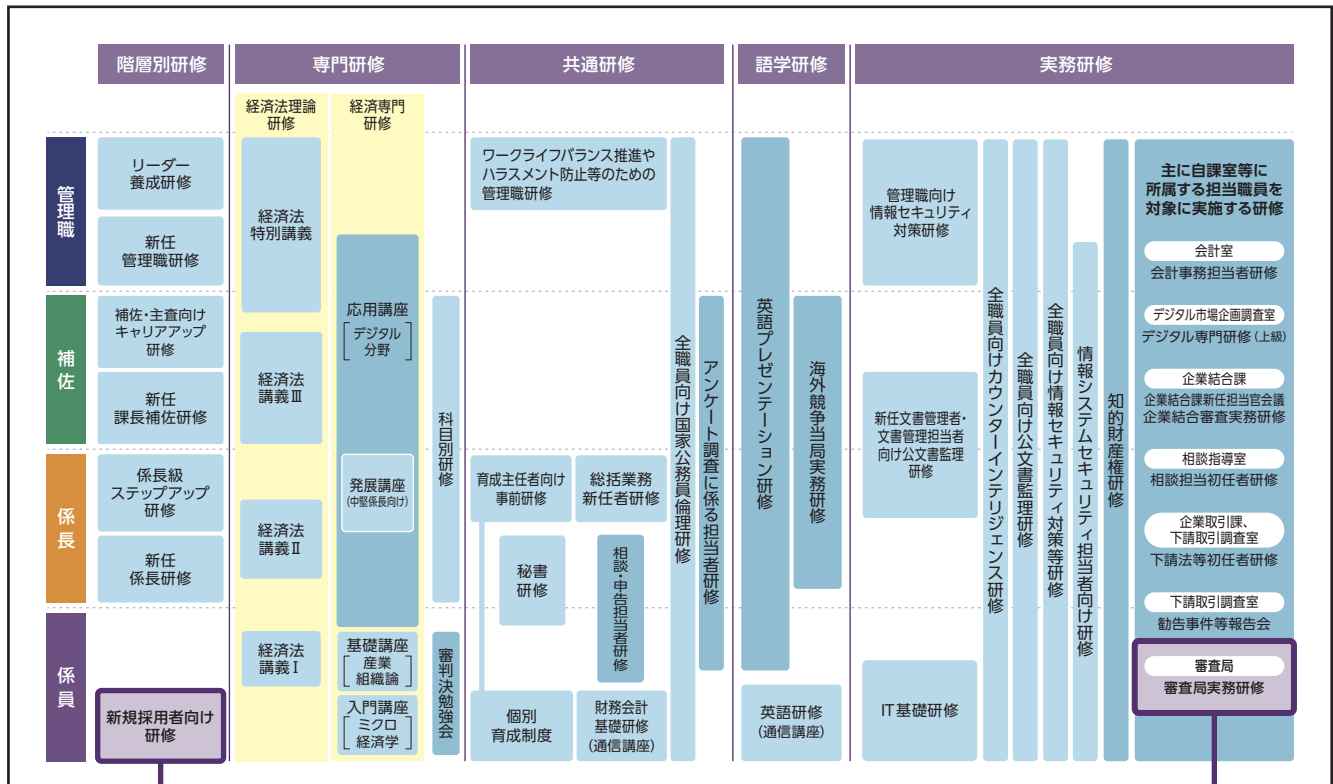 階層別研修
専門研修
共通研修
語学研修
実務研修
経済法理論
研修
経済専門
研修
管理職
補佐
係長
係員
リーダー
養成研修
新任
管理職研修
補佐・主査向け
キャリアアップ
研修
新任
課長補佐研修
係長級
ステップアップ
研修
新任
係長研修
新規採用者向け
研修
経済法
特別講義
経済法
講義Ⅲ
経済法
講義Ⅱ
経済法
講義Ⅰ
応用講座
[デジタル
分野]
発展講座
(中堅係長向け)
基礎講座
[産業
組織論]
入門講座
[ミクロ
経済学]
科目別研修
審判決勉強会
ワークライフバランス推進や
ハラスメント防止等のための
管理職研修
育成主任者向け
事前研修
総括業務
新任者研修
秘書
研修
相談・申告担当者研修
個別
育成制度
財務会計
基礎研修
(通信講座)
全職員向け国家公務員倫理研修
アンケート調査に係る担当者研修
英語プレゼンテーション研修
海外競争当局実務研修
英語研修
(通信講座)
管理職向け
情報セキュリティ
対策研修
新任文書管理者・
文書管理担当者
向け公文書監理
研修
IT基礎研修
全職員向けカウンターインテリジェンス研修
全職員向け公文書監理研修
全職員向け情報セキュリティ対策等研修
情報システムセキュリティ担当者向け研修
知的財産権研修
主に自課室等に
所属する担当職員を
対象に実施する研修
会計室
会計事務担当者研修
デジタル市場企画調査室
デジタル専門研修(上級)
企業結合課
企業結合課新任担当官会議
企業結合審査実務研修
相談指導室
相談担当初任者研修
企業取引課、
下請取引調査室
下請法等初任者研修
下請取引調査室
勧告事件等報告会
審査局
審査局実務研修